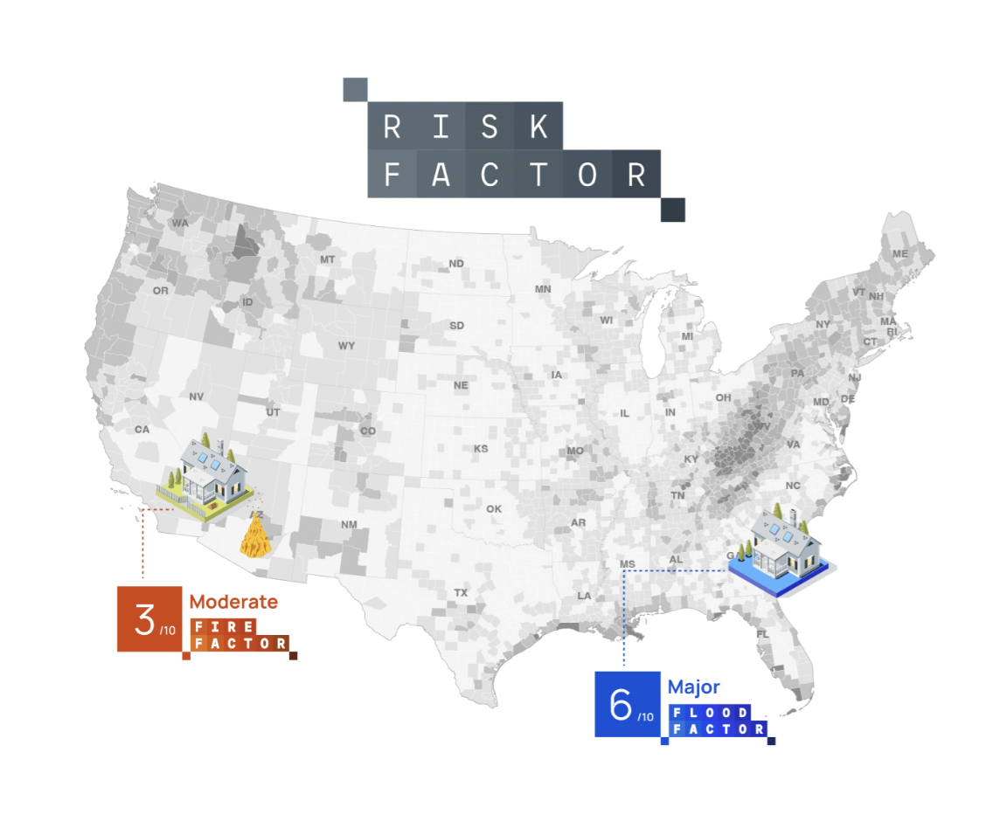 RISK
FACTOR
WA
MT
ND
MN
ME
OR
ID
WY
SD
WI
MI
NY
VT
NH
MA
RI
CT
NV
UT
CO
NE
IA
IL
IN
OH
PA
NJ
MD
DE
CA
KS
MO
KY
WV
VA
AZ
NM
OK
AR
TN
NC
TX
LA
MS
AL
GA
FL
3 /10
Moderate
FIRE
FACTOR
6 /10
Major
FLOOD
FACTOR